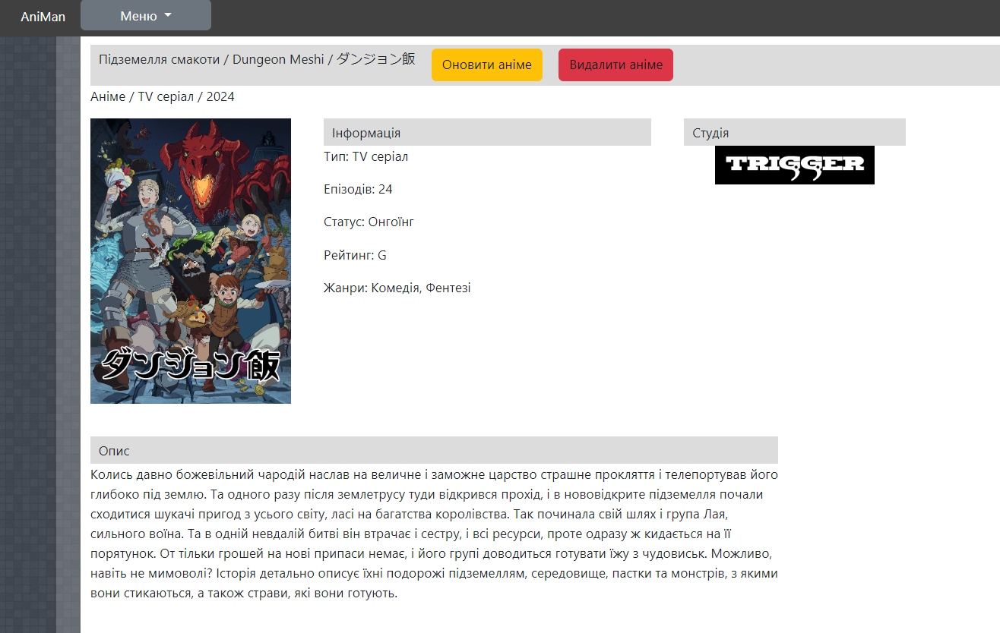 AniMan
Меню
Підземелля смакоти / Dungeon Meshi / ダンジョン飯
Оновити аніме
Видалити аніме
Аніме / TV серіал / 2024
ダンジョン飯
Інформація
Тип: TV серіал
Епізодів: 24
Статус: Онгоїнг
Рейтинг: G
Жанри: Комедія, Фентезі
Студія
TRIGGER
Опис
Колись давно божевільний чародій наслав на величне і заможне царство страшне прокляття і телепортував його
глибоко під землю. Та одного разу після землетрусу туди відкрився прохід, і в нововідкрите підземелля почали
сходитися шукачі пригод з усього світу, ласі на багатства королівства. Так починала свій шлях і група Лая,
сильного воїна. Та в одній невдалій битві він втрачає і сестру, і всі ресурси, проте одразу ж кидається на її
порятунок. От тільки грошей на нові припаси немає, і його групі доводиться готувати їжу з чудовиськ. Можливо,
навіть не мимоволі? Історія детально описує їхні подорожі підземеллям, середовище, пастки та монстрів, з якими
вони стикаються, а також страви, які вони готують.